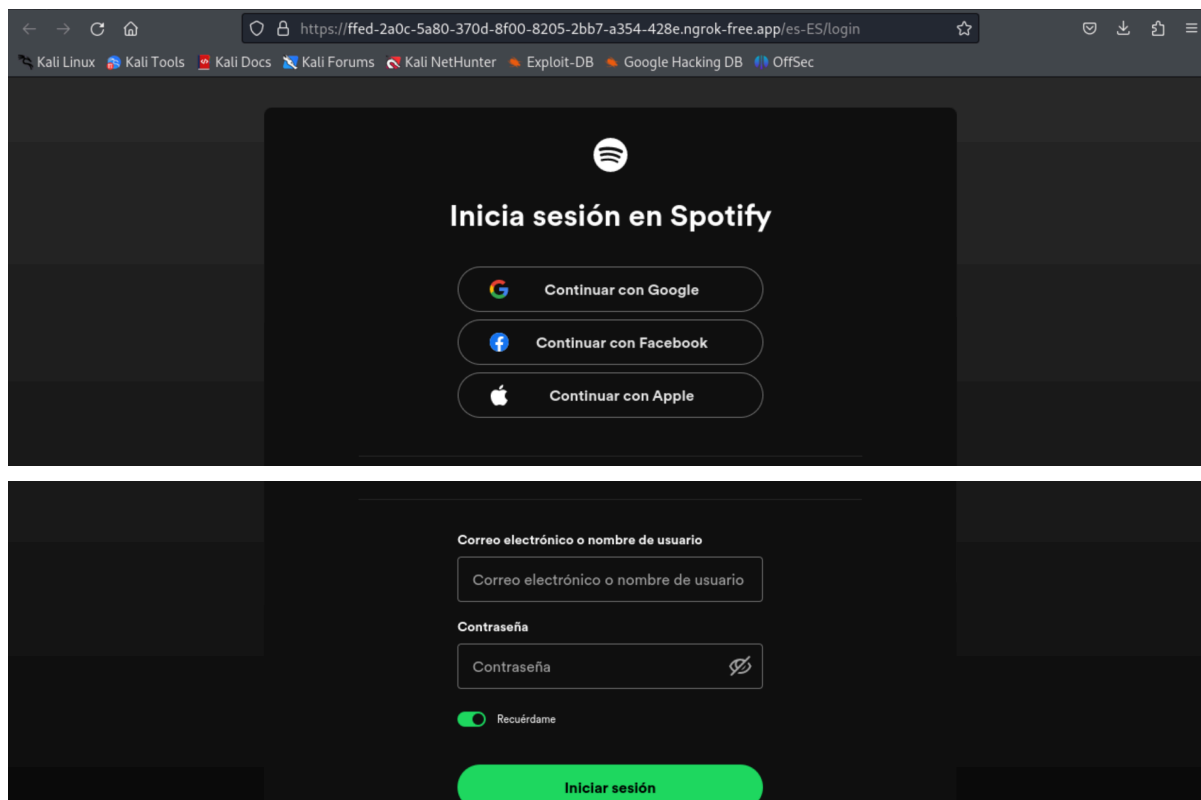 https://ffed-2a0c-5a80-370d-8f00-8205-2bb7-a354-428e.ngrok-free.app/es-ES/login
Kali Linux Kali Tools Kali Docs Kali Forums Kali NetHunter Exploit-DB Google Hacking DB OffSec
Inicia sesión en Spotify
Continuar con Google
Continuar con Facebook
Continuar con Apple
Correo electrónico o nombre de usuario
Correo electrónico o nombre de usuario
Contraseña
Contraseña
Recuérdame
Iniciar sesión